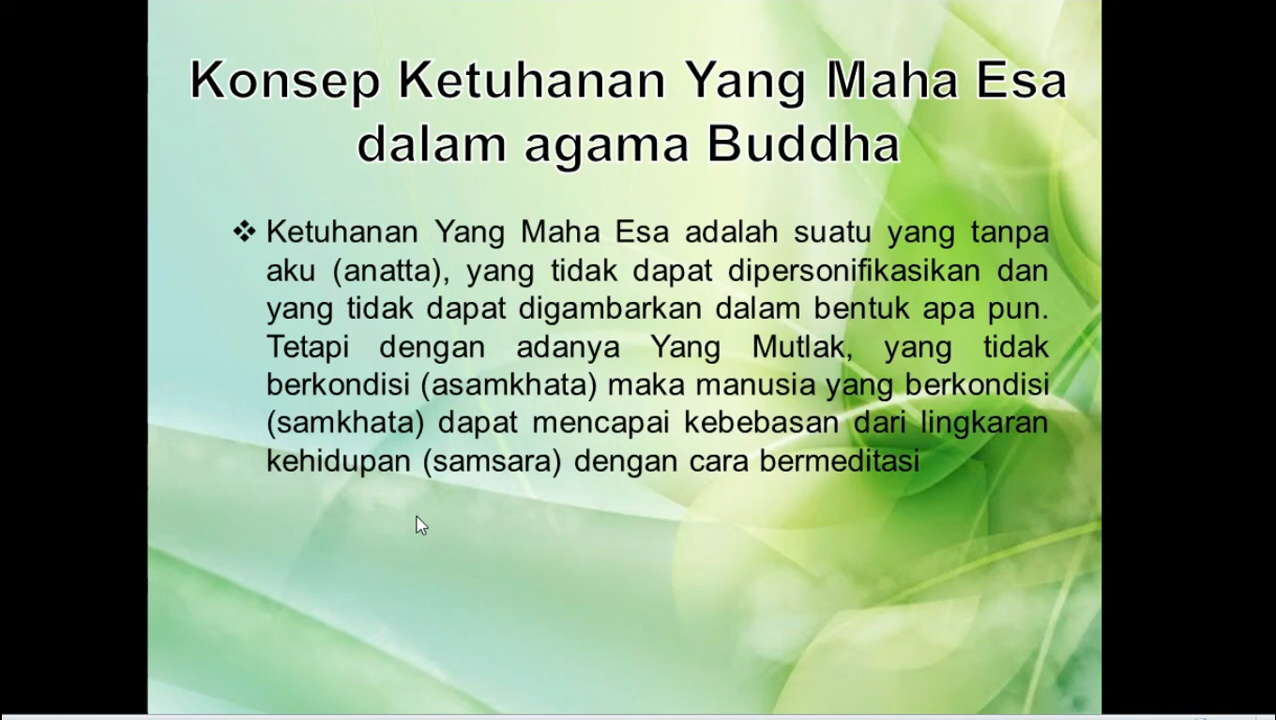 Konsep Ketuhanan Yang Maha Esa
dalam agama Buddha
❖ Ketuhanan Yang Maha Esa adalah suatu yang tanpa
aku (anatta), yang tidak dapat dipersonifikasikan dan
yang tidak dapat digambarkan dalam bentuk apa pun.
Tetapi dengan adanya Yang Mutlak, yang tidak
berkondisi (asamkhata) maka manusia yang berkondisi
(samkhata) dapat mencapai kebebasan dari lingkaran
kehidupan (samsara) dengan cara bermeditasi